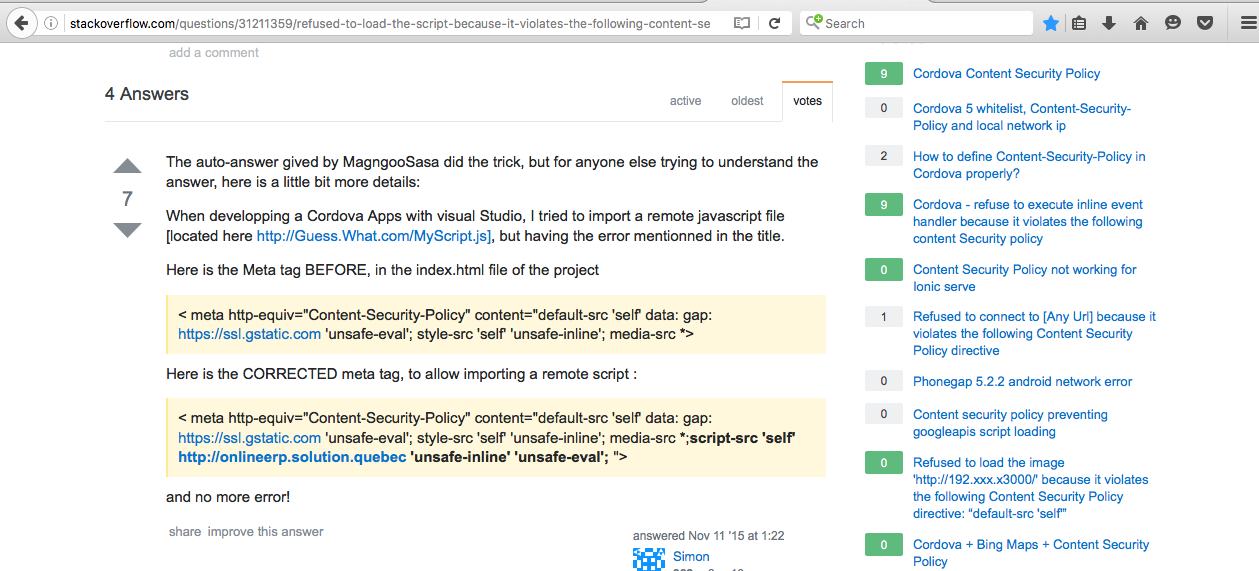 stackoverflow.com/questions/31211359/refused-to-load-the-script-because-it-violates-the-following-content-se
Search
add a comment
4 Answers
active
oldest
votes
7
The auto-answer gived by MagngooSasa did the trick, but for anyone else trying to understand the
answer, here is a little bit more details:
When developping a Cordova Apps with visual Studio, I tried to import a remote javascript file
[located here http://Guess.What.com/MyScript.js], but having the error mentionned in the title.
Here is the Meta tag BEFORE, in the index.html file of the project
< meta http-equiv="Content-Security-Policy" content="default-src 'self' data: gap:
https://ssl.gstatic.com 'unsafe-eval'; style-src 'self' 'unsafe-inline'; media-src *>
Here is the CORRECTED meta tag, to allow importing a remote script :
< meta http-equiv="Content-Security-Policy" content="default-src 'self' data: gap:
https://ssl.gstatic.com 'unsafe-eval'; style-src 'self' 'unsafe-inline'; media-src *;script-src 'self'
http://onlineerp.solution.quebec 'unsafe-inline' 'unsafe-eval'; ">
and no more error!
share improve this answer
answered Nov 11 '15 at 1:22
Simon
9 Cordova Content Security Policy
0 Cordova 5 whitelist, Content-Security-
Policy and local network ip
2 How to define Content-Security-Policy in
Cordova properly?
9 Cordova - refuse to execute inline event
handler because it violates the following
content Security policy
0 Content Security Policy not working for
Ionic serve
1 Refused to connect to [Any Url] because it
violates the following Content Security
Policy directive
0 Phonegap 5.2.2 android network error
0 Content security policy preventing
googleapis script loading
0 Refused to load the image
'http://192.xxx.x3000/' because it violates
the following Content Security Policy
directive: “default-src 'self'”
0 Cordova + Bing Maps + Content Security
Policy